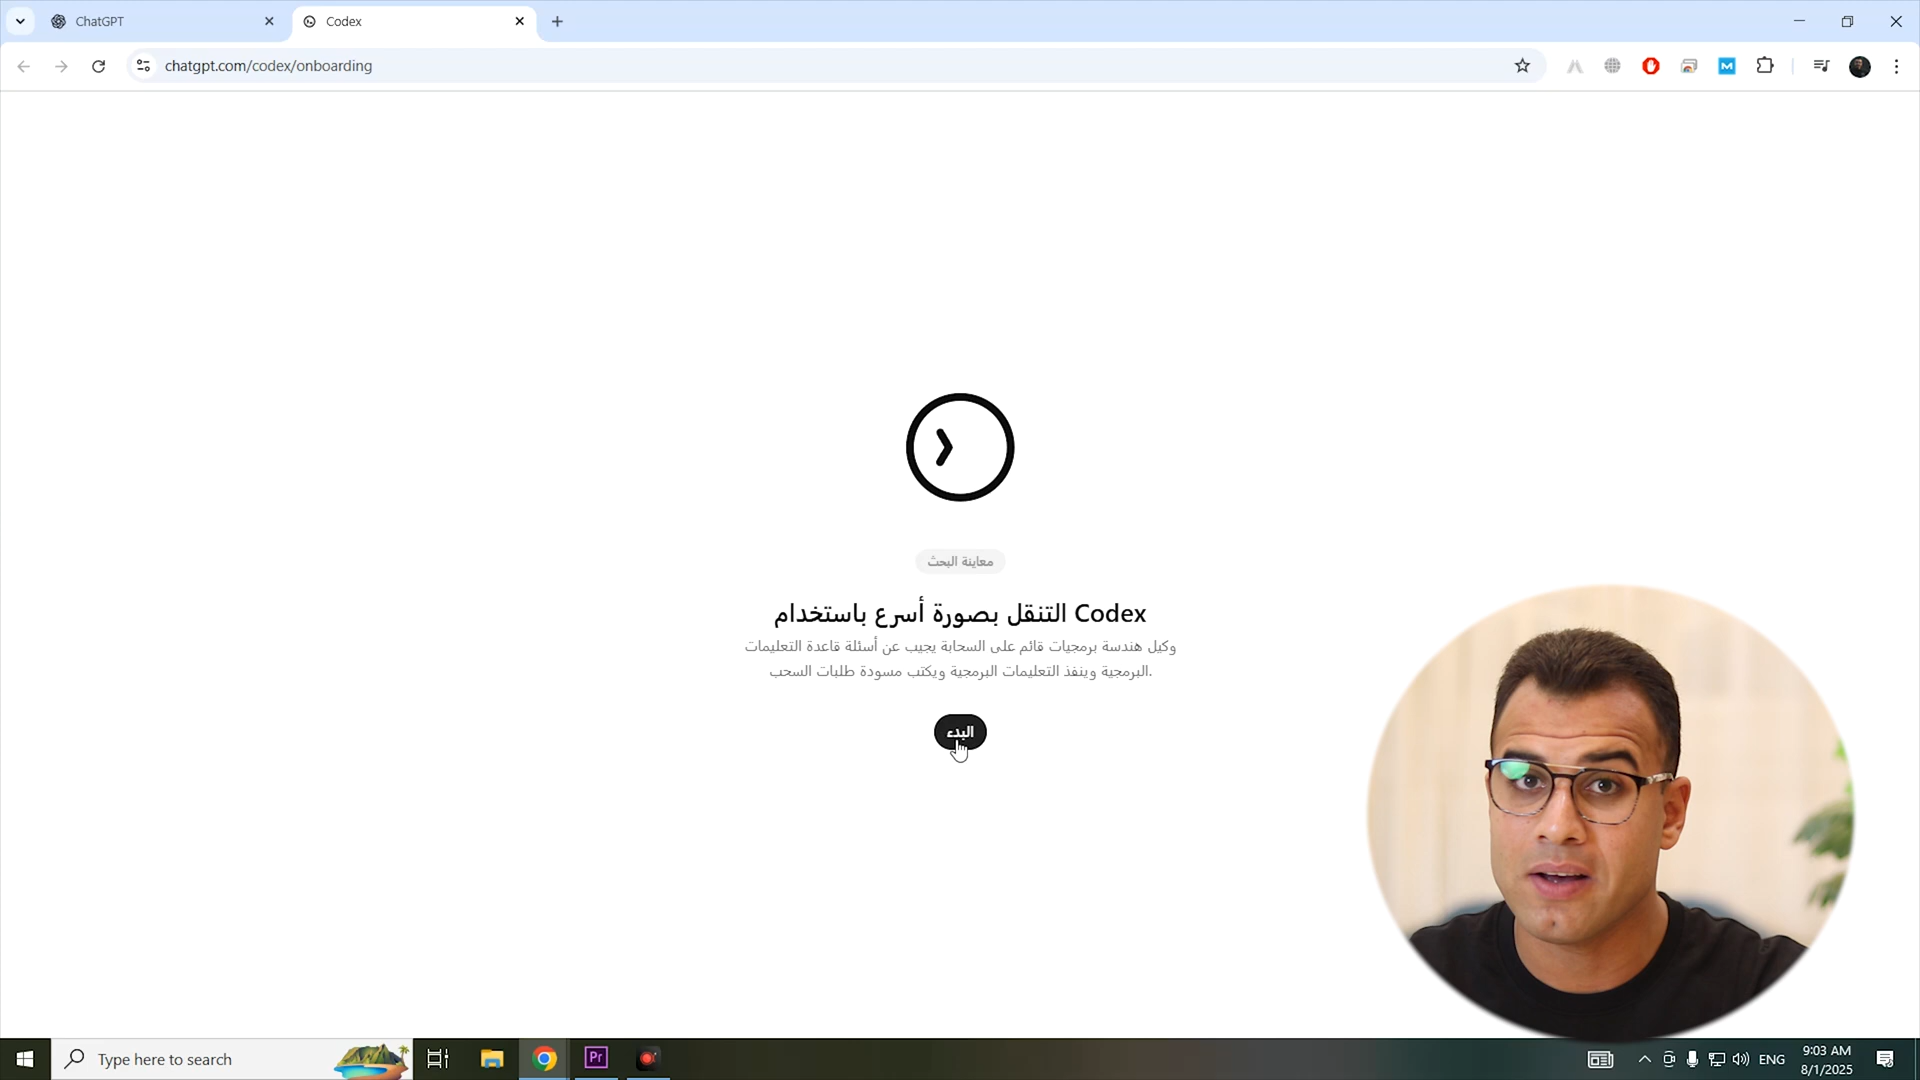 ChatGPT
Codex
chatgpt.com/codex/onboarding
معاينة البحث
التنقل بصورة أسرع باستخدام Codex
وكيل هندسة برمجيات قائم على السحابة يجيب عن أسئلة قاعدة التعليمات
البرمجية وينفذ التعليمات البرمجية ويكتب مسودة طلبات السحب.
البدء
Type here to search
Pr
ENG
9:03 AM
8/1/2025